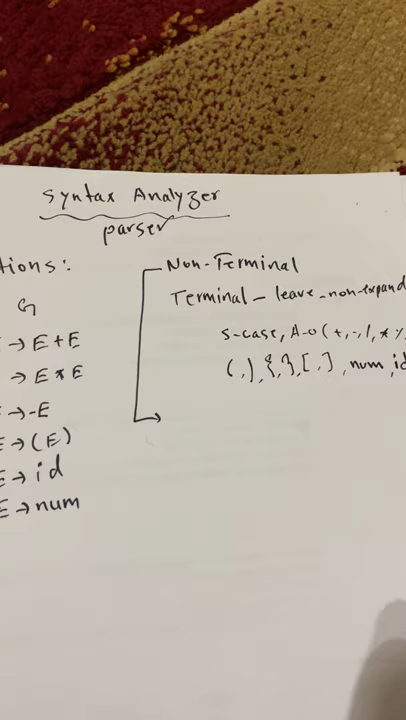 Syntax Analyzer
parser
tions:
G
→ E + E
→ E * E
→ -E
E → (E)
E → id
E → num
Non-Terminal
Terminal - leave - non-expand
s-case, A-O (+, -, /, *, %
(,), {,}, [,], num, id